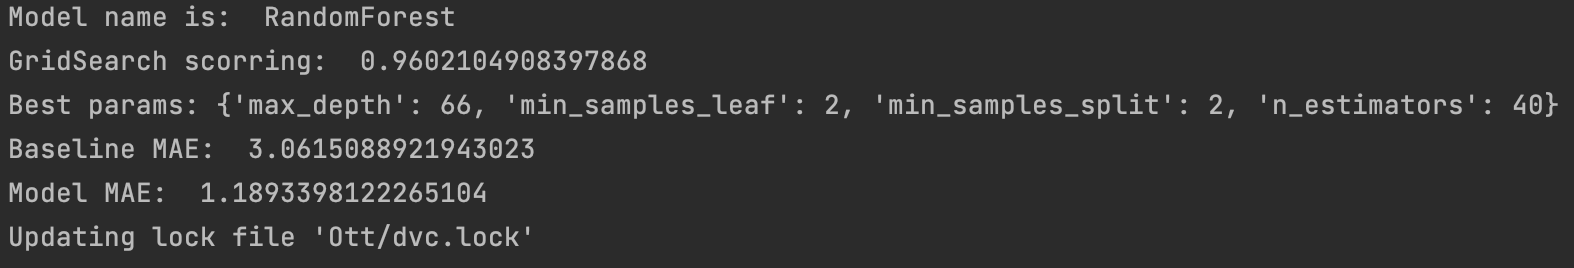 Model name is:  RandomForest
GridSearch scorring:  0.9602104908397868
Best params: {'max_depth': 66, 'min_samples_leaf': 2, 'min_samples_split': 2, 'n_estimators': 40}
Baseline MAE:  3.0615088921943023
Model MAE:  1.1893398122265104
Updating lock file 'Ott/dvc.lock'